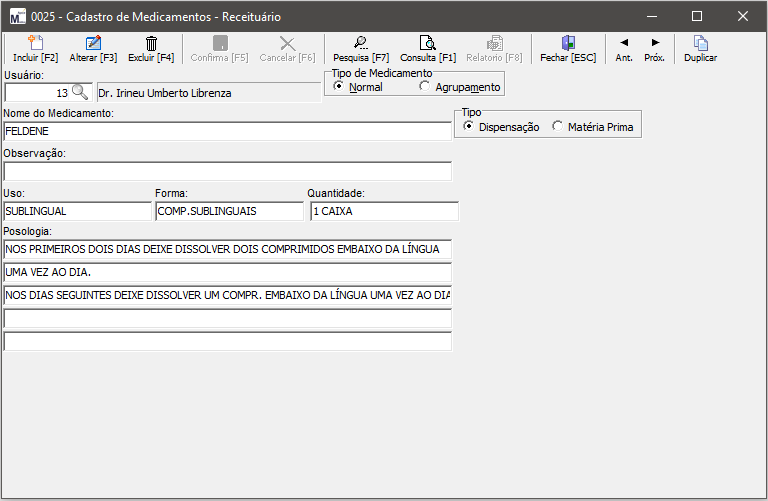 0025 - Cadastro de Medicamentos - Receituário
Incluir [F2] Alterar [F3] Excluir [F4] Confirma [F5] Cancelar [F6] Pesquisa [F7] Consulta [F1] Relatorio [F8] Fechar [ESC] Ant. Próx. Duplicar
Usuário:
13 Dr. Irineu Umberto Librenza
Tipo de Medicamento
Normal Agrupamento
Nome do Medicamento:
FELDENE
Tipo
Dispensação Matéria Prima
Observação:
Uso: Forma: Quantidade:
SUBLINGUAL COMP.SUBLINGUAIS 1 CAIXA
Posologia:
NOS PRIMEIROS DOIS DIAS DEIXE DISSOLVER DOIS COMPRIMIDOS EMBAIXO DA LÍNGUA
UMA VEZ AO DIA.
NOS DIAS SEGUINTES DEIXE DISSOLVER UM COMPR. EMBAIXO DA LÍNGUA UMA VEZ AO DIA